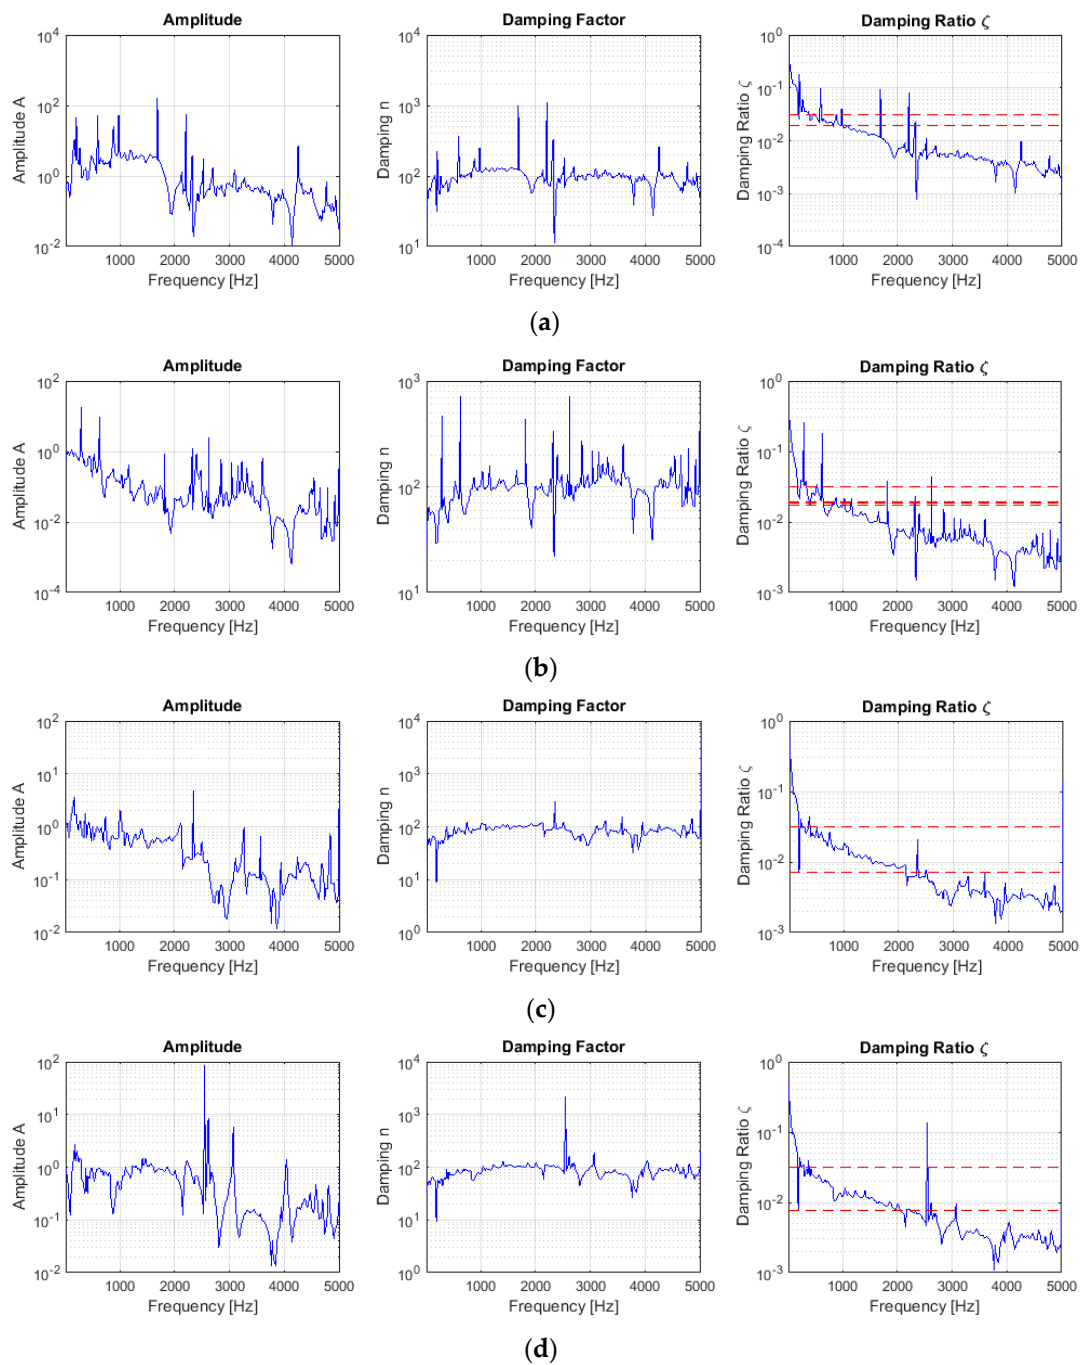 Amplitude Damping Factor Damping Ratio ζ
10^4 10^4 10^0
10^2 10^3 10^-1
10^0 10^2 10^-2
10^-3
10^-2 10^1 10^-4
Amplitude A Damping n Damping Ratio ζ
1000 2000 3000 4000 5000 1000 2000 3000 4000 5000 1000 2000 3000 4000 5000
Frequency [Hz] Frequency [Hz] Frequency [Hz]
(a)
Amplitude Damping Factor Damping Ratio ζ
10^2 10^3 10^0
10^0 10^2 10^-1
10^-2 10^-2
10^-4 10^1 10^-3
Amplitude A Damping n Damping Ratio ζ
1000 2000 3000 4000 5000 1000 2000 3000 4000 5000 1000 2000 3000 4000 5000
Frequency [Hz] Frequency [Hz] Frequency [Hz]
(b)
Amplitude Damping Factor Damping Ratio ζ
10^2 10^4 10^0
10^1 10^3 10^-1
10^0 10^2
10^-1 10^1 10^-2
10^-2 10^0 10^-3
Amplitude A Damping n Damping Ratio ζ
1000 2000 3000 4000 5000 1000 2000 3000 4000 5000 1000 2000 3000 4000 5000
Frequency [Hz] Frequency [Hz] Frequency [Hz]
(c)
Amplitude Damping Factor Damping Ratio ζ
10^2 10^4 10^0
10^1 10^3 10^-1
10^0 10^2
10^-1 10^1 10^-2
10^-2 10^0 10^-3
Amplitude A Damping n Damping Ratio ζ
1000 2000 3000 4000 5000 1000 2000 3000 4000 5000 1000 2000 3000 4000 5000
Frequency [Hz] Frequency [Hz] Frequency [Hz]
(d)